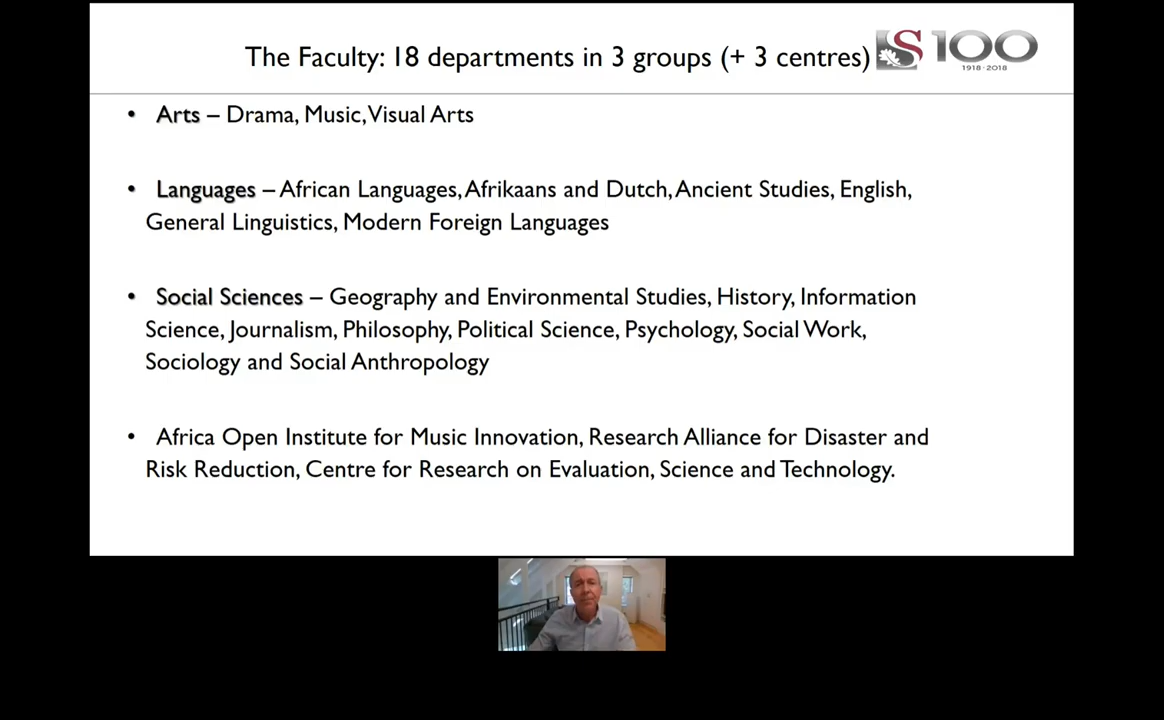 The Faculty: 18 departments in 3 groups (+ 3 centres)
S 100
1918·2018
• Arts – Drama, Music, Visual Arts
• Languages – African Languages, Afrikaans and Dutch, Ancient Studies, English,
General Linguistics, Modern Foreign Languages
• Social Sciences – Geography and Environmental Studies, History, Information
Science, Journalism, Philosophy, Political Science, Psychology, Social Work,
Sociology and Social Anthropology
• Africa Open Institute for Music Innovation, Research Alliance for Disaster and
Risk Reduction, Centre for Research on Evaluation, Science and Technology.